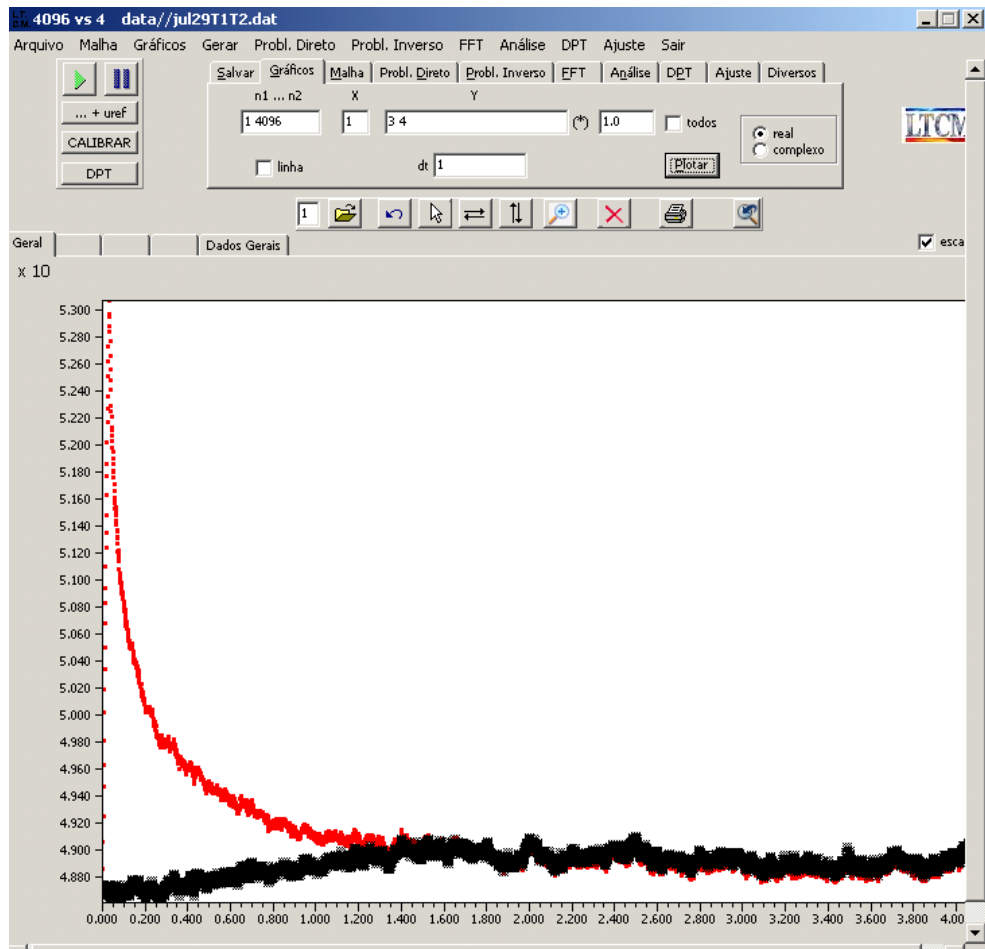 L.T. C.M. 4096 vs 4 data//jul29T1T2.dat
Arquivo Malha Gráficos Gerar Probl. Direto Probl. Inverso FFT Análise DPT Ajuste Sair
Salvar Gráficos Malha Probl. Direto Probl. Inverso FFT Análise DPT Ajuste Diversos
n1 ... n2 X Y
... + uref
1 4096 1 3 4 (*) 1.0 todos
real
complexo
LTCM
CALIBRAR
DPT
linha dt 1 Plotar
1
Geral Dados Gerais esca
x 10
5.300
5.280
5.260
5.240
5.220
5.200
5.180
5.160
5.140
5.120
5.100
5.080
5.060
5.040
5.020
5.000
4.980
4.960
4.940
4.920
4.900
4.880
0.000 0.200 0.400 0.600 0.800 1.000 1.200 1.400 1.600 1.800 2.000 2.200 2.400 2.600 2.800 3.000 3.200 3.400 3.600 3.800 4.00